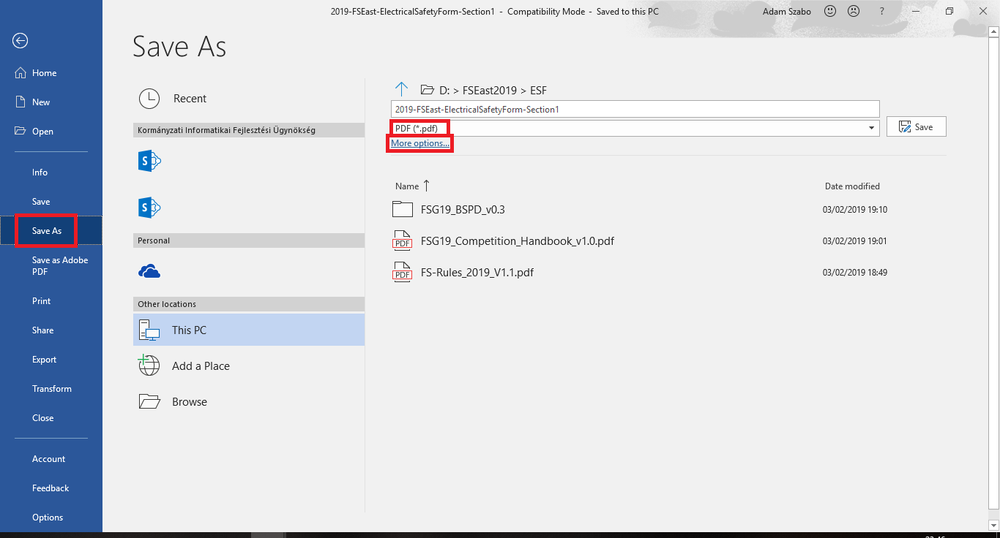 2019-FSEast-ElectricalSafetyForm-Section1 - Compatibility Mode - Saved to this PC
Adam Szabo
?
Save As
Home
New
Open
Info
Save
Save As
Save as Adobe
PDF
Print
Share
Export
Transform
Close
Account
Feedback
Options
Recent
Kormányzati Informatikai Fejlesztési Ügynökség
S
S
Personal
Other locations
This PC
Add a Place
Browse
D: > FSEast2019 > ESF
2019-FSEast-ElectricalSafetyForm-Section1
PDF (*.pdf)
Save
More options...
Name
Date modified
FSG19_BSPD_v0.3
03/02/2019 19:10
PDF
FSG19_Competition_Handbook_v1.0.pdf
03/02/2019 19:01
PDF
FS-Rules_2019_V1.1.pdf
03/02/2019 18:49